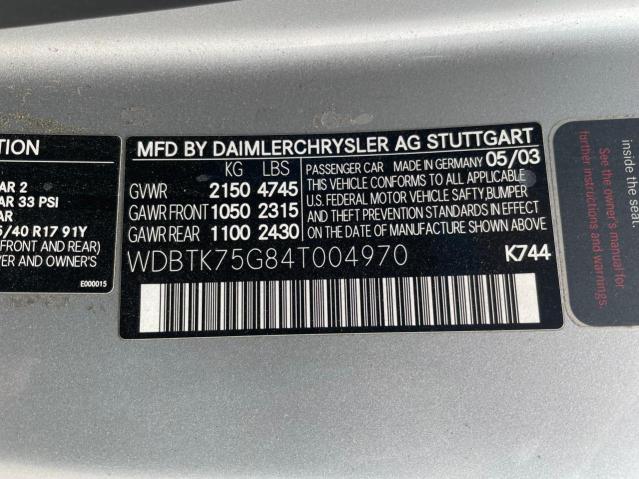 TION
AR 2
AR 33 PSI
AR
5/40 R17 91Y
(FRONT AND REAR)
ER AND OWNER'S
E000015
MFD BY DAIMLERCHRYSLER AG STUTTGART
KG LBS
GVWR 2150 4745
GAWR FRONT 1050 2315
GAWR REAR 1100 2430
PASSENGER CAR MADE IN GERMANY 05/03
THIS VEHICLE CONFORMS TO ALL APPLICABLE
U.S. FEDERAL MOTOR VEHICLE SAFTY,BUMPER
AND THEFT PREVENTION STANDARDS IN EFFECT
ON THE DATE OF MANUFACTURE SHOWN ABOVE
WDBTK75G84T004970
K744
inside the sea
See the owner's
further instructions
and warnings.